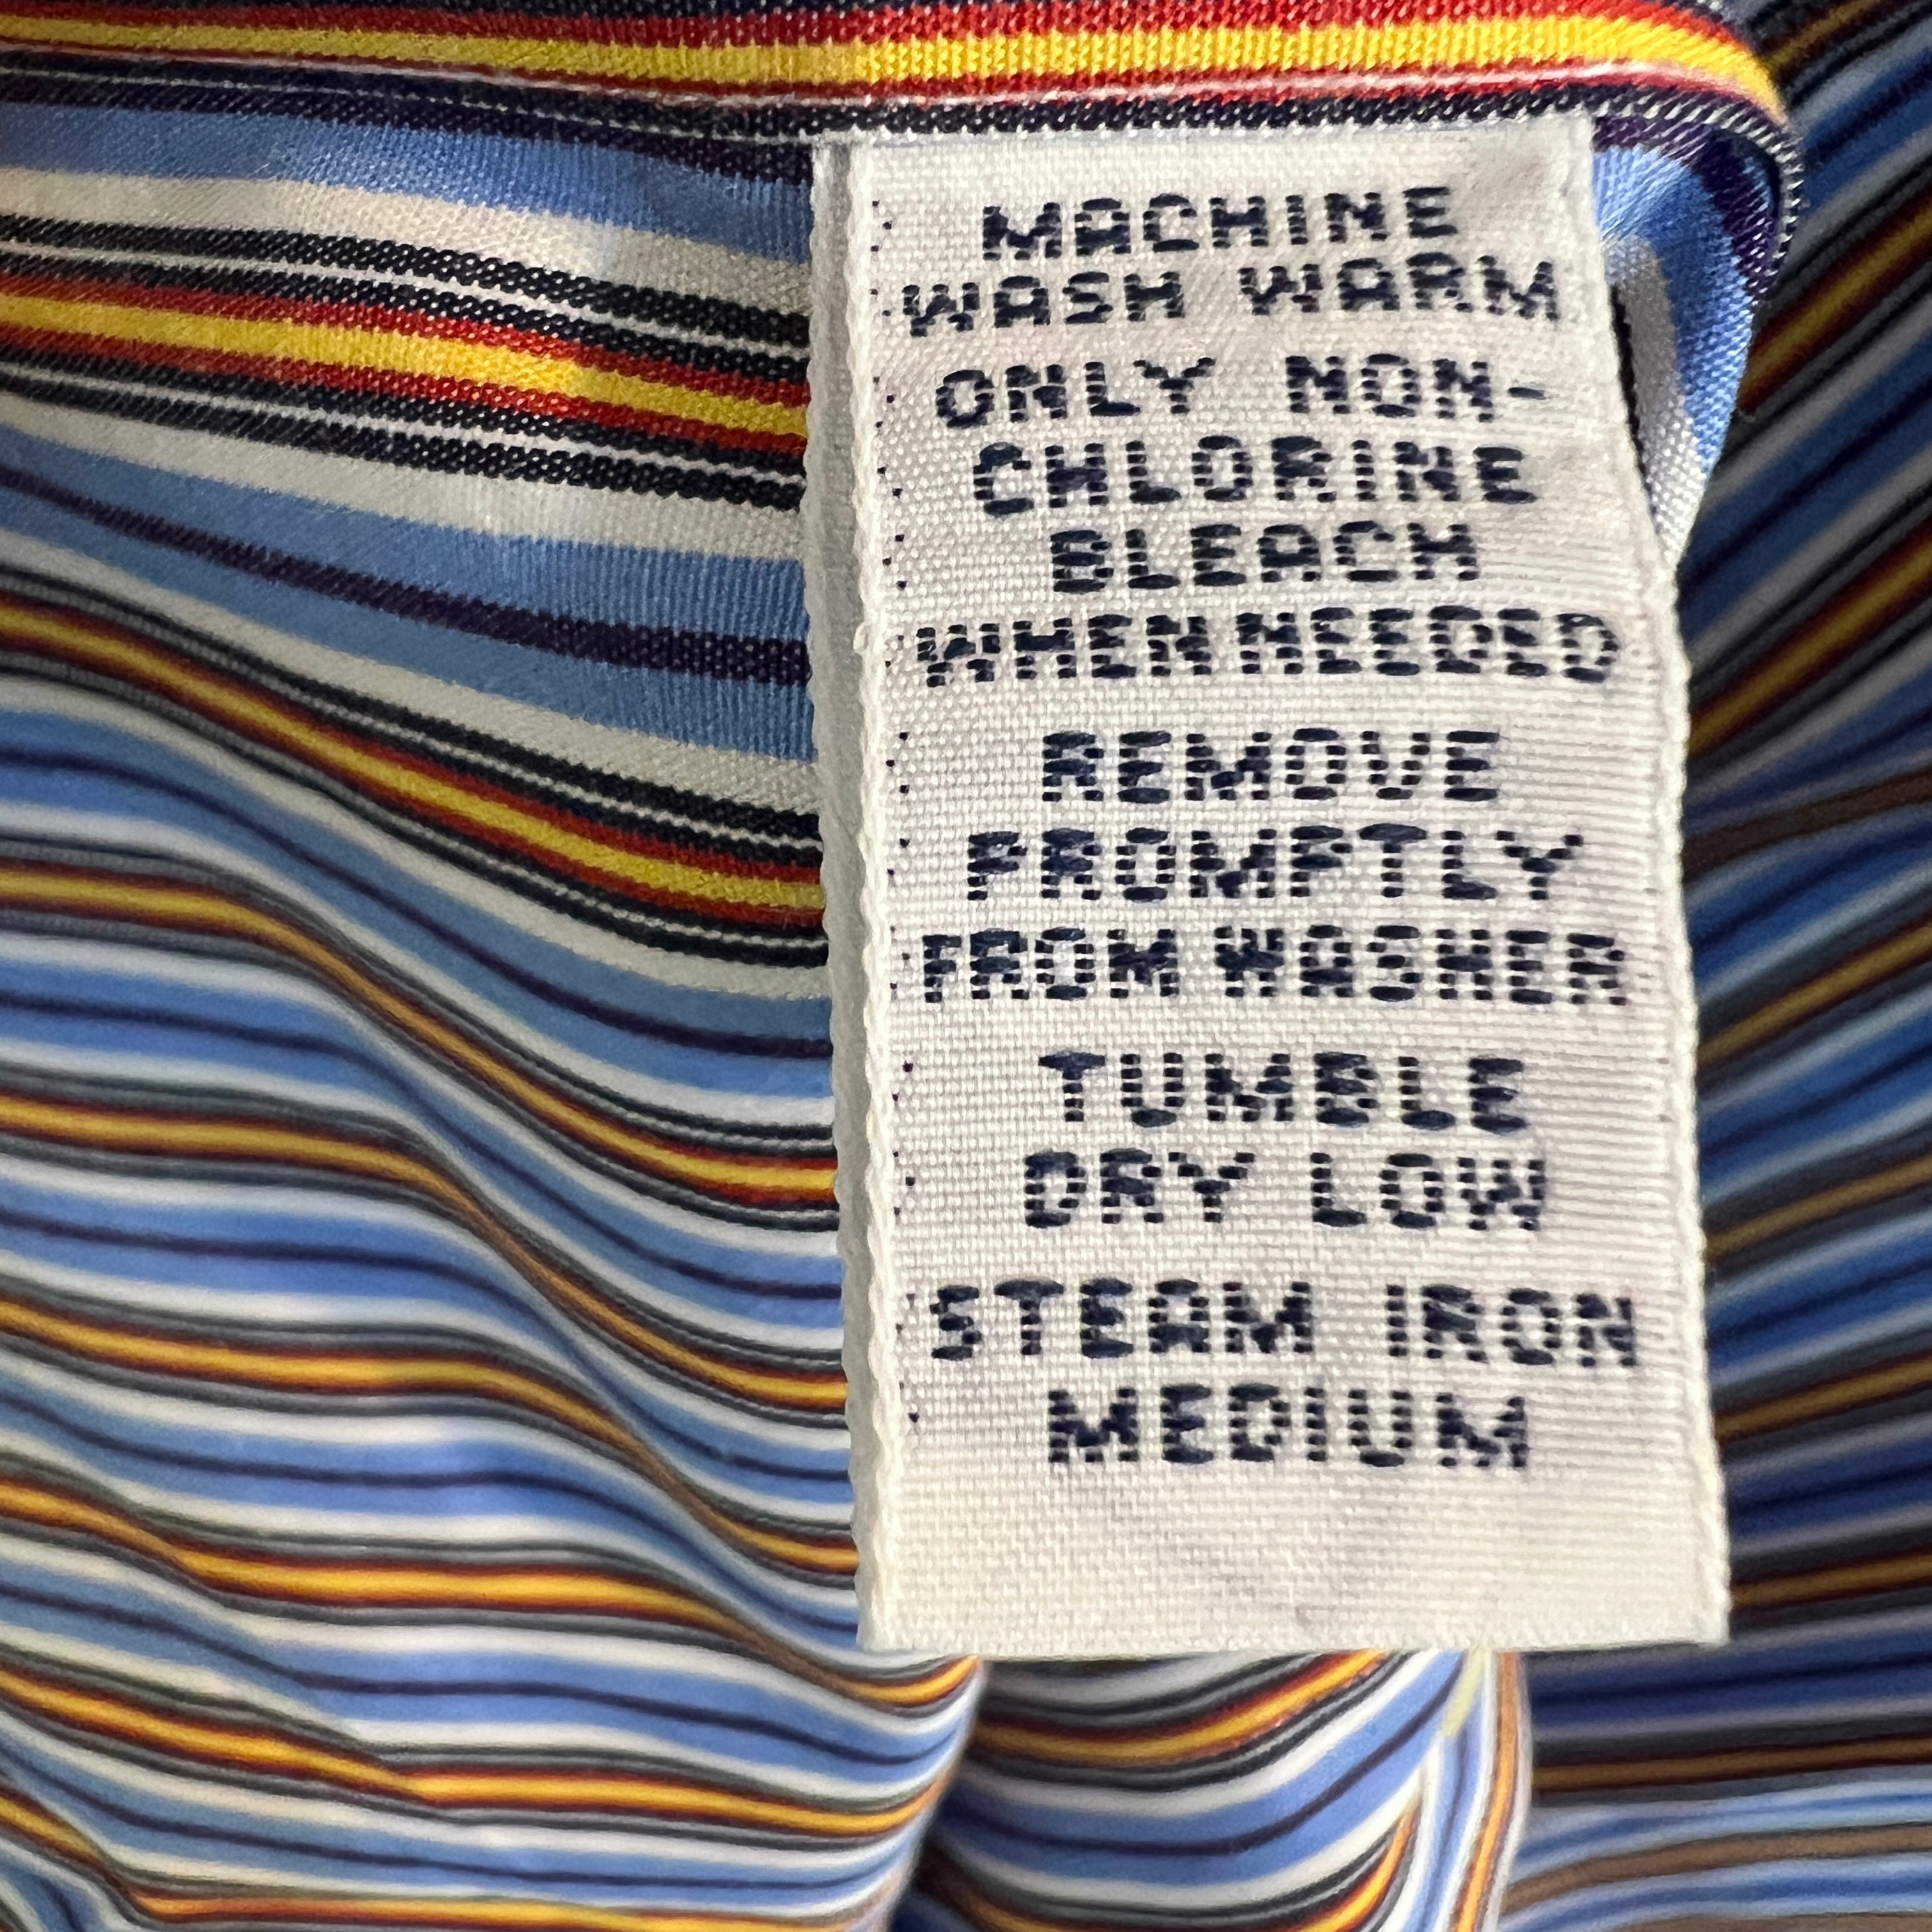 MACHINE
WASH WARM
ONLY NON-
CHLORINE
BLEACH
WHEN NEEDED
REMOVE
PROMPTLY
FROM WASHER
TUMBLE
DRY LOW
STEAM IRON
MEDIUM